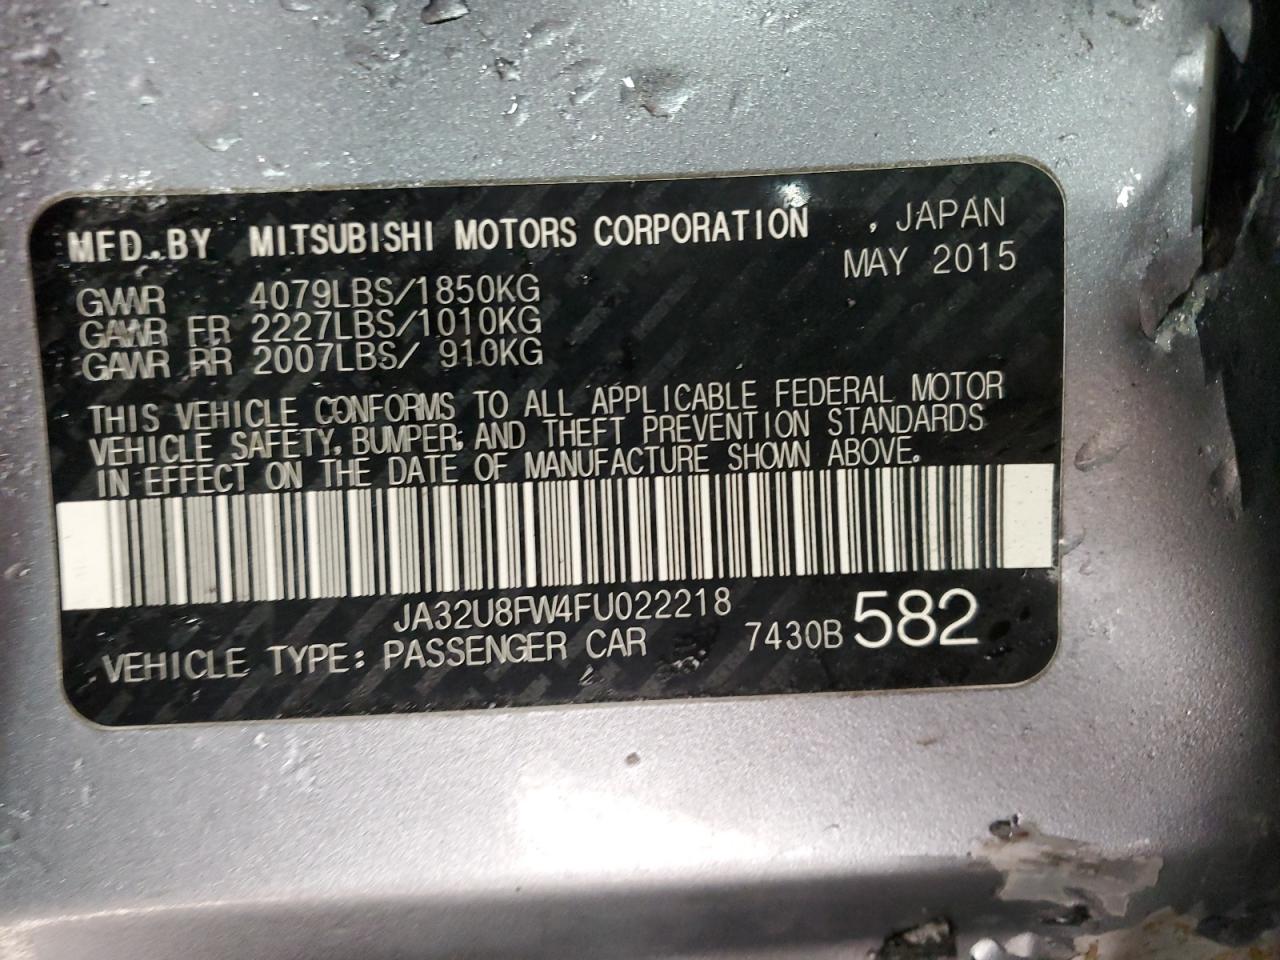 MFD. BY MITSUBISHI MOTORS CORPORATION , JAPAN
MAY 2015
GVWR 4079LBS/1850KG
GAWR FR 2227LBS/1010KG
GAWR RR 2007LBS/ 910KG
THIS VEHICLE CONFORMS TO ALL APPLICABLE FEDERAL MOTOR
VEHICLE SAFETY, BUMPER, AND THEFT PREVENTION STANDARDS
IN EFFECT ON THE DATE OF MANUFACTURE SHOWN ABOVE.
JA32U8FW4FU022218
VEHICLE TYPE: PASSENGER CAR 7430B 582